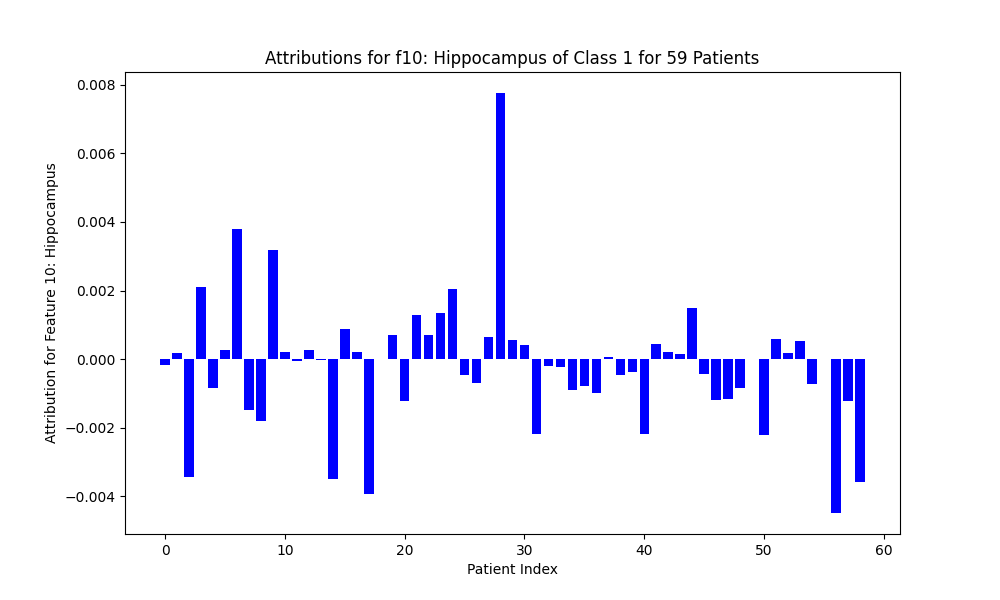 Attributions for f10: Hippocampus of Class 1 for 59 Patients
Attribution for Feature 10: Hippocampus
0.008
0.006
0.004
0.002
0.000
−0.002
−0.004
0 10 20 30 40 50 60
Patient Index